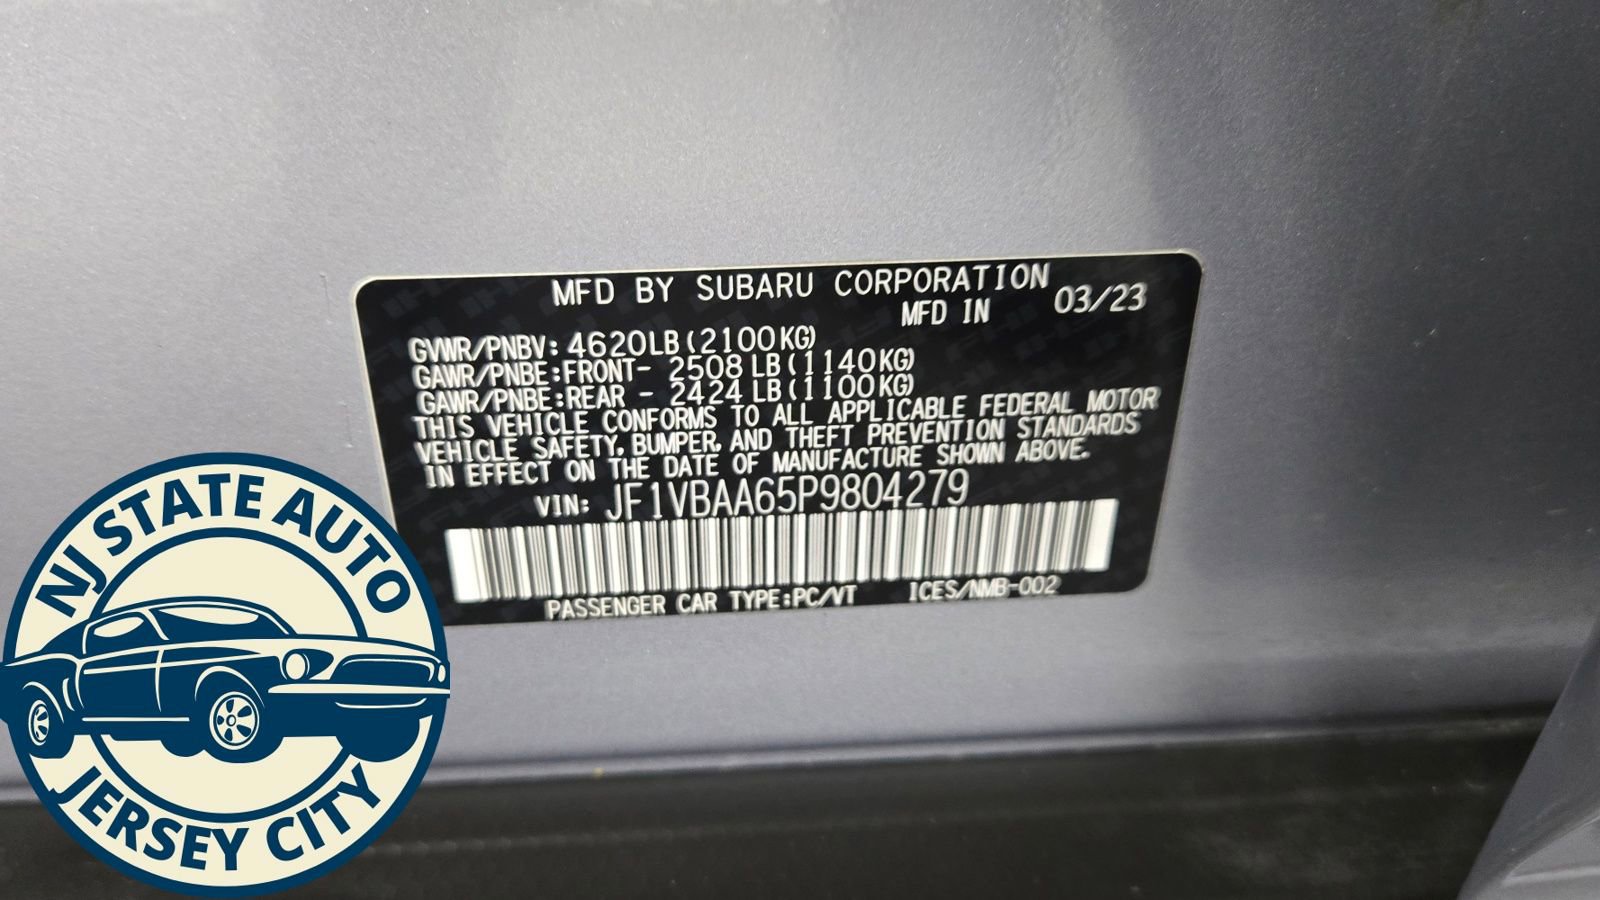 MFD BY SUBARU CORPORATION
MFD IN 03/23
GVWR/PNBV: 4620LB(2100KG)
GAWR/PNBE:FRONT- 2508 LB(1140KG)
GAWR/PNBE:REAR - 2424 LB(1100KG)
THIS VEHICLE CONFORMS TO ALL APPLICABLE FEDERAL MOTOR
VEHICLE SAFETY, BUMPER, AND THEFT PREVENTION STANDARDS
IN EFFECT ON THE DATE OF MANUFACTURE SHOWN ABOVE.
VIN: JF1VBAA65P9804279
PASSENGER CAR TYPE:PC/VT ICES/NMB-002
NJ STATE AUTO
JERSEY CITY